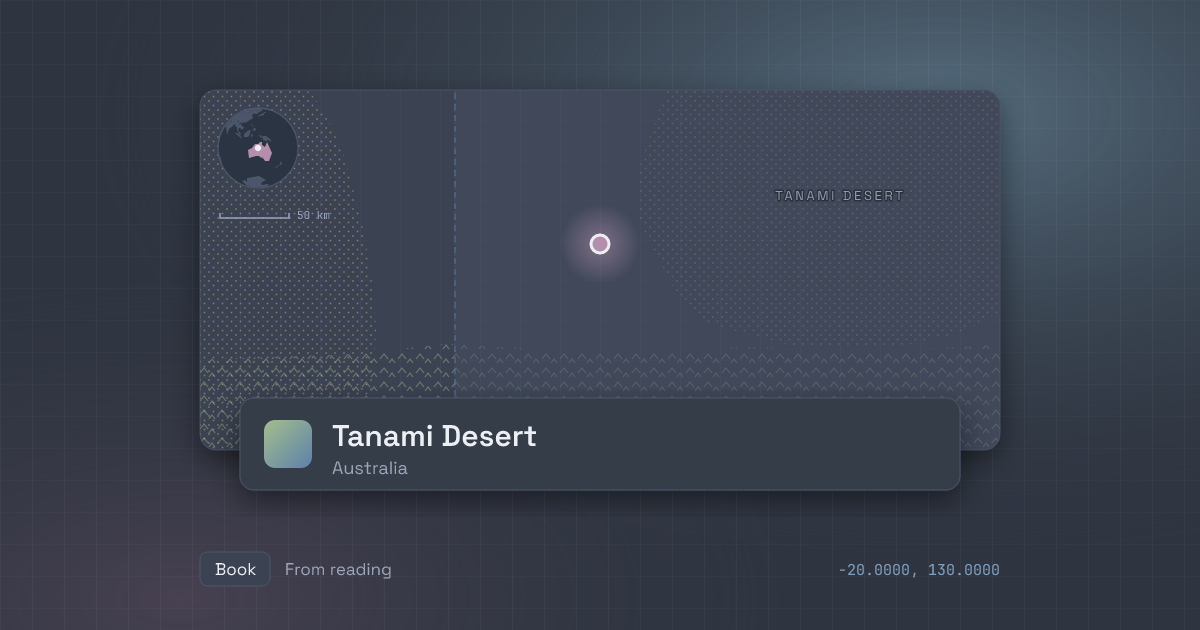 50 km
TANAMI DESERT
Tanami Desert
Australia
Book From reading
-20.0000, 130.0000